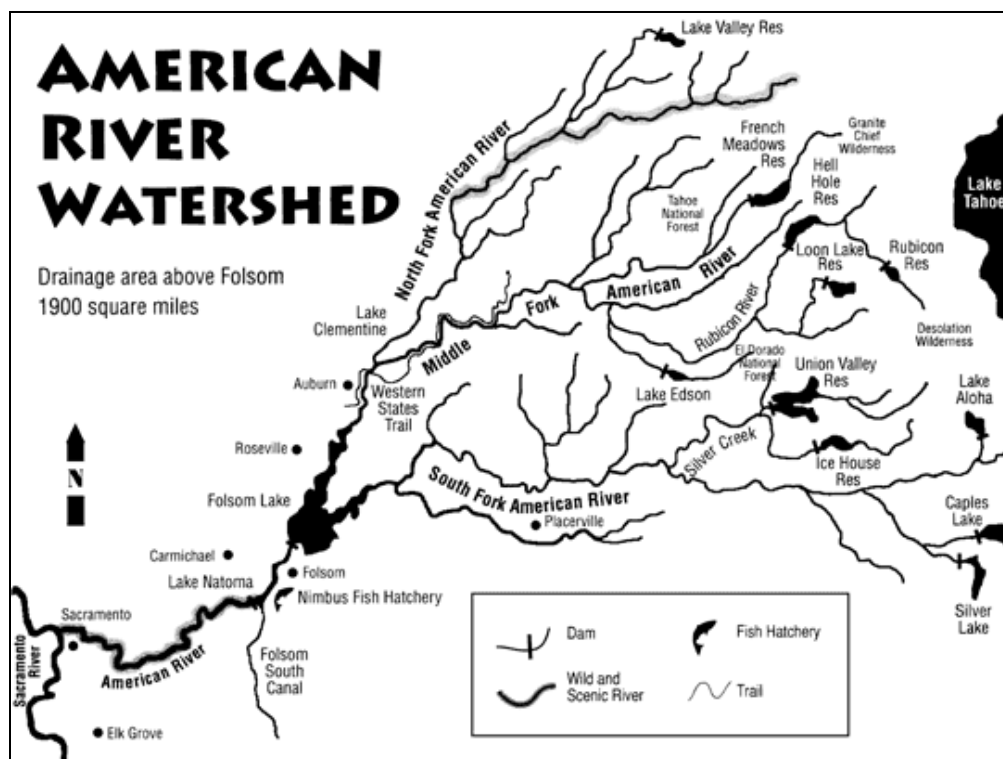 AMERICAN
RIVER
WATERSHED
Drainage area above Folsom
1900 square miles
Lake Valley Res
North Fork American River
French
Meadows
Res
Granite
Chief
Wilderness
Hell
Hole
Res
Lake
Tahoe
Tahoe
National
Forest
Loon Lake
Res
Rubicon
Res
Lake
Clementine
Middle
Fork
American
River
Rubicon River
Desolation
Wilderness
El Dorado
National
Forest
Union Valley
Res
Auburn
Western
States
Trail
Lake Edson
Lake
Aloha
Roseville
Silver Creek
Ice House
Res
N
Folsom Lake
South Fork American River
Placerville
Caples
Lake
Carmichael
Lake Natoma
Folsom
Nimbus Fish Hatchery
Silver
Lake
Sacramento
Sacramento
River
American River
Folsom
South
Canal
Elk Grove
Dam
Fish Hatchery
Wild and
Scenic River
Trail